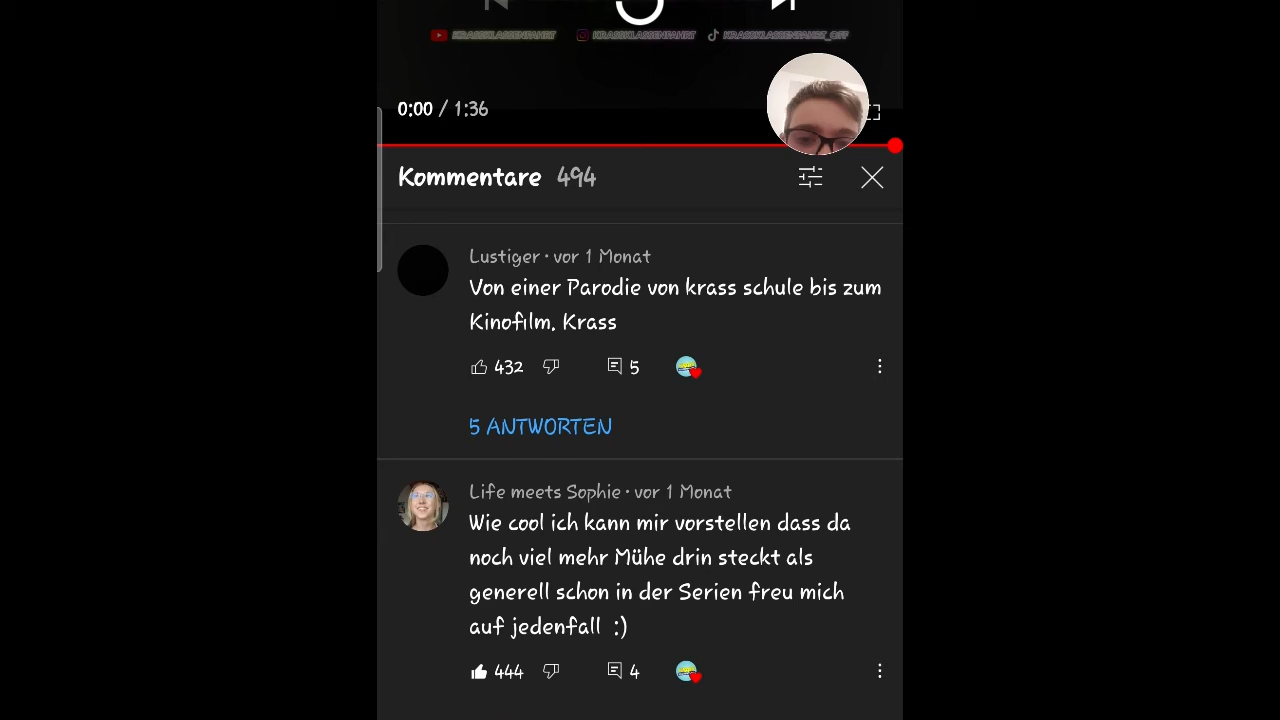 KRASSKLASSENFAHRT KRASSKLASSENFAHRT KRASSKLASSENFAHRT_OFF
0:00 / 1:36
Kommentare 494
Lustiger · vor 1 Monat
Von einer Parodie von krass schule bis zum
Kinofilm. Krass
432 5
5 ANTWORTEN
Life meets Sophie · vor 1 Monat
Wie cool ich kann mir vorstellen dass da
noch viel mehr Mühe drin steckt als
generell schon in der Serien freu mich
auf jedenfall :)
444 4